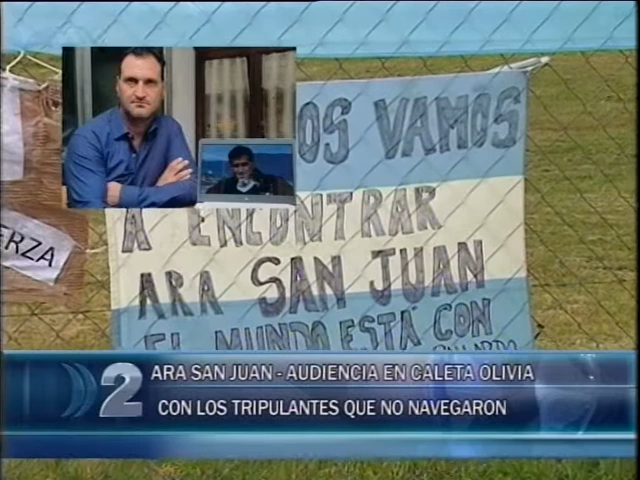 OS VAMOS
A ENCONTRAR
ARA SAN JUAN
EL MUNDO ESTÁ CON
ERZA
2
ARA SAN JUAN - AUDIENCIA EN CALETA OLIVIA
CON LOS TRIPULANTES QUE NO NAVEGARON